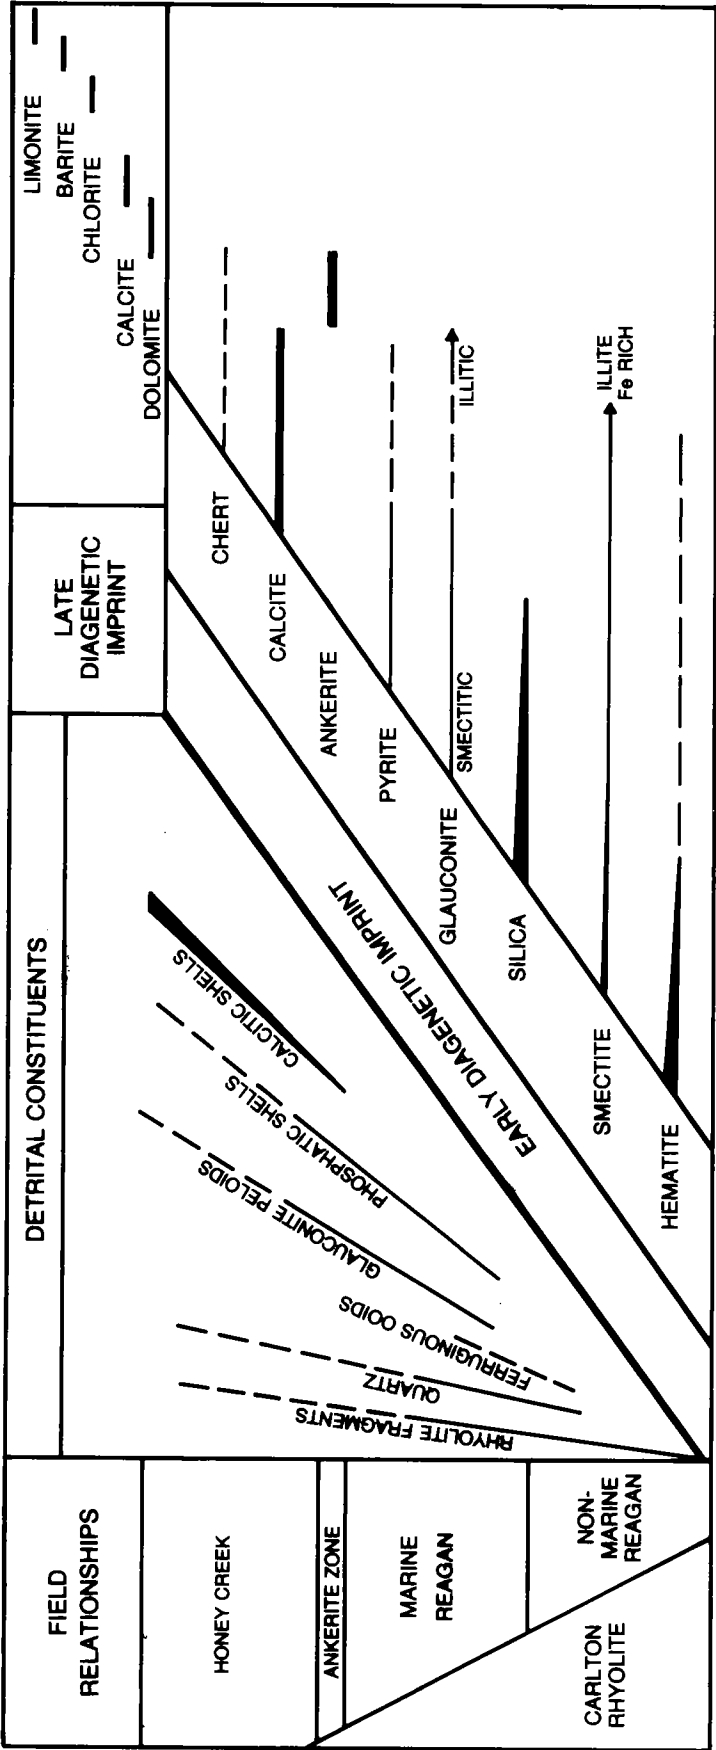 FIELD
RELATIONSHIPS
DETRITAL CONSTITUENTS
LATE
DIAGENETIC
IMPRINT
LIMONITE
BARITE
CHLORITE
CALCITE
DOLOMITE
HONEY CREEK
ANKERITE ZONE
MARINE
REAGAN
NON-
MARINE
REAGAN
CARLTON
RHYOLITE
RHYOLITE FRAGMENTS
QUARTZ
FERRUGINOUS OOIDS
GLAUCONITE PELOIDS
PHOSPHATIC SHELLS
CALCITIC SHELLS
EARLY DIAGENETIC IMPRINT
CHERT
CALCITE
ANKERITE
PYRITE
GLAUCONITE
SMECTITIC
ILLITIC
SILICA
SMECTITE
ILLITE
Fe RICH
HEMATITE